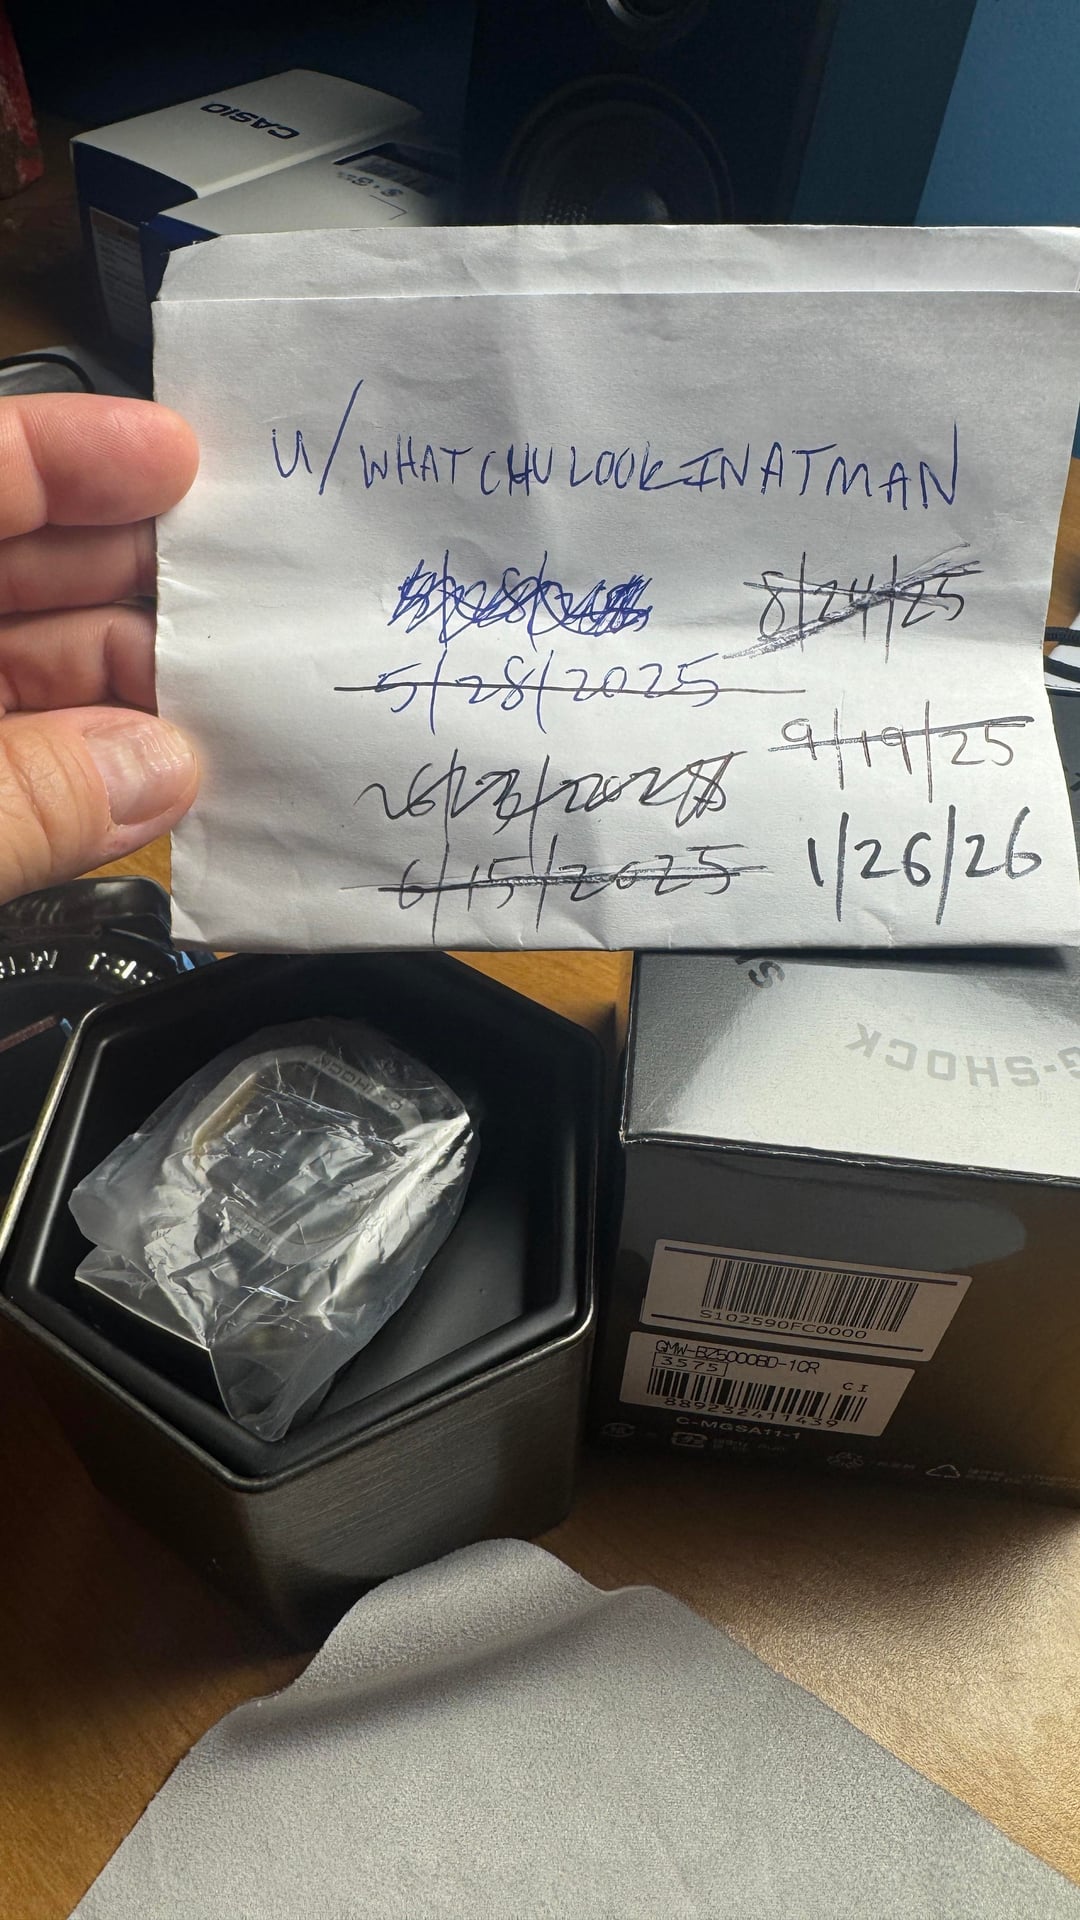 CASIO
U/WHATCHULOOKINATMAN
8/24/25
5/28/2025
9/19/25
6/15/2025
1/26/26
G-SHOCK
G-SHOCK
S102590FC0000
GMW-BZ5000BD-1CR
3575
CI
889232411439
C-MGSA11-1